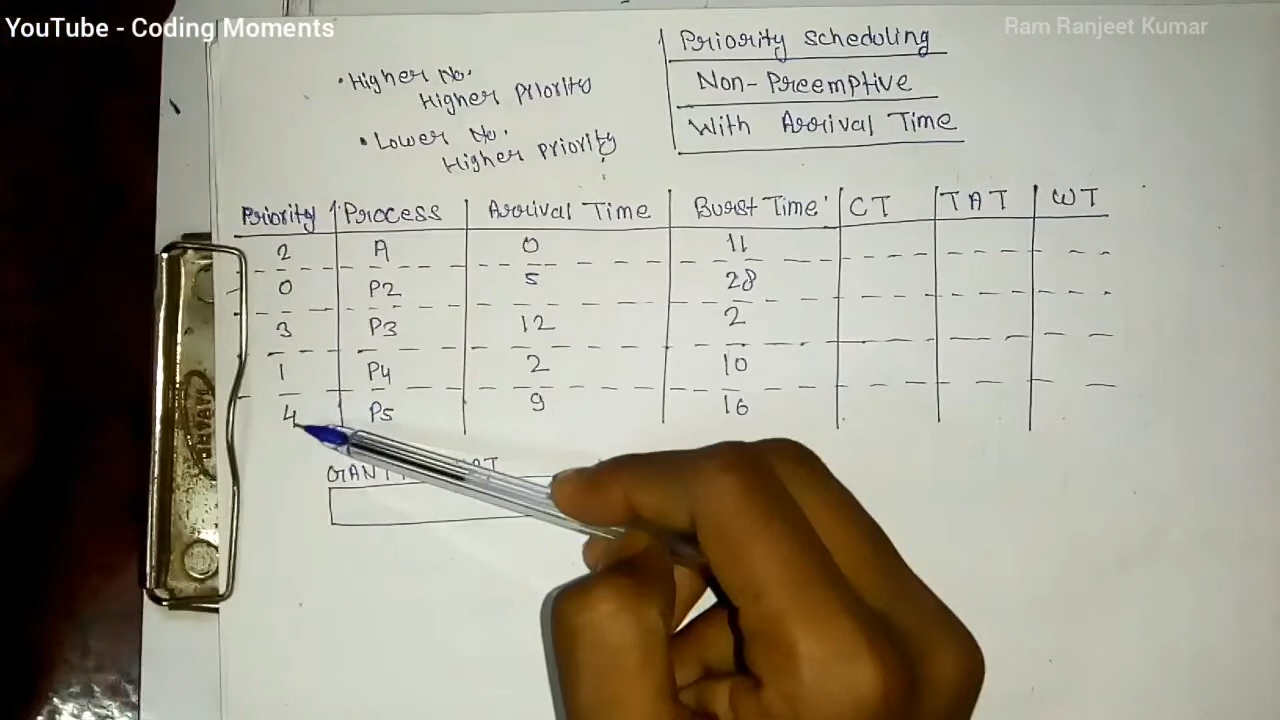 YouTube - Coding Moments
Ram Ranjeet Kumar
Priority Scheduling
Non-Preemptive
With Arrival Time
• Higher No.
Higher Priority
• Lower No.
Higher Priority
Priority Process Arrival Time Burst Time CT TAT WT
2 A 0 11
0 P2 5 28
3 P3 12 2
1 P4 2 10
4 P5 9 16